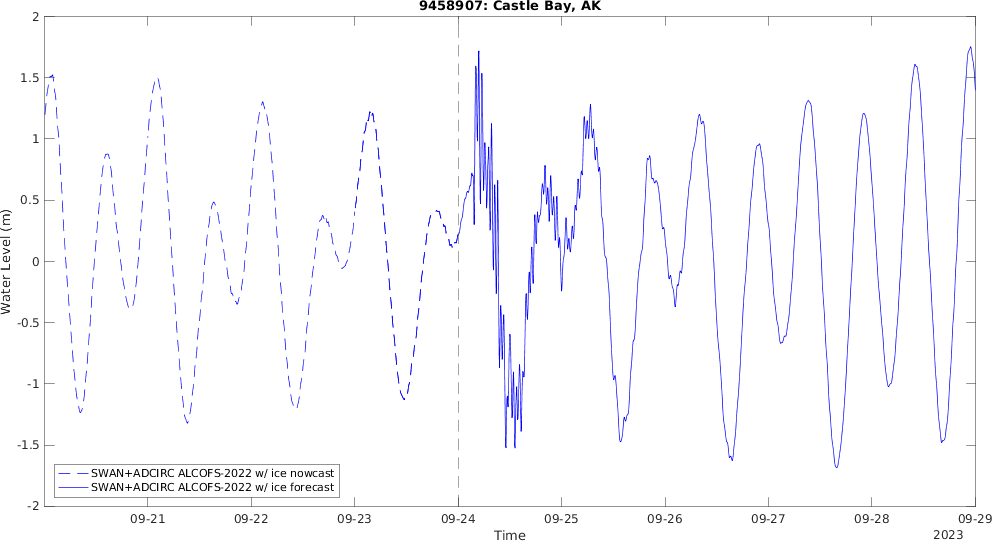 9458907: Castle Bay, AK
2
1.5
1
0.5
0
-0.5
-1
-1.5
-2
Water Level (m)
SWAN+ADCIRC ALCOFS-2022 w/ ice nowcast
SWAN+ADCIRC ALCOFS-2022 w/ ice forecast
09-21 09-22 09-23 09-24 09-25 09-26 09-27 09-28 09-29
Time
2023